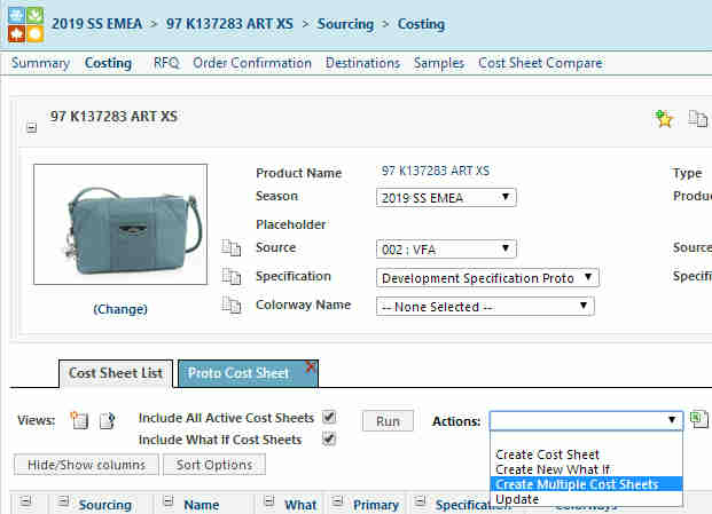 2019 SS EMEA > 97 K137283 ART XS > Sourcing > Costing
Summary Costing RFQ Order Confirmation Destinations Samples Cost Sheet Compare
97 K137283 ART XS
Product Name 97 K137283 ART XS Type
Season 2019 SS EMEA Produc
Placeholder
Source 002 : VFA Source
Specification Development Specification Proto Specifi
Colorway Name -- None Selected --
(Change)
Cost Sheet List Proto Cost Sheet
Views: Include All Active Cost Sheets Run Actions:
Include What If Cost Sheets
Create Cost Sheet
Hide/Show columns Sort Options Create New What If
Create Multiple Cost Sheets
Update
Sourcing Name What Primary Specification Colorways